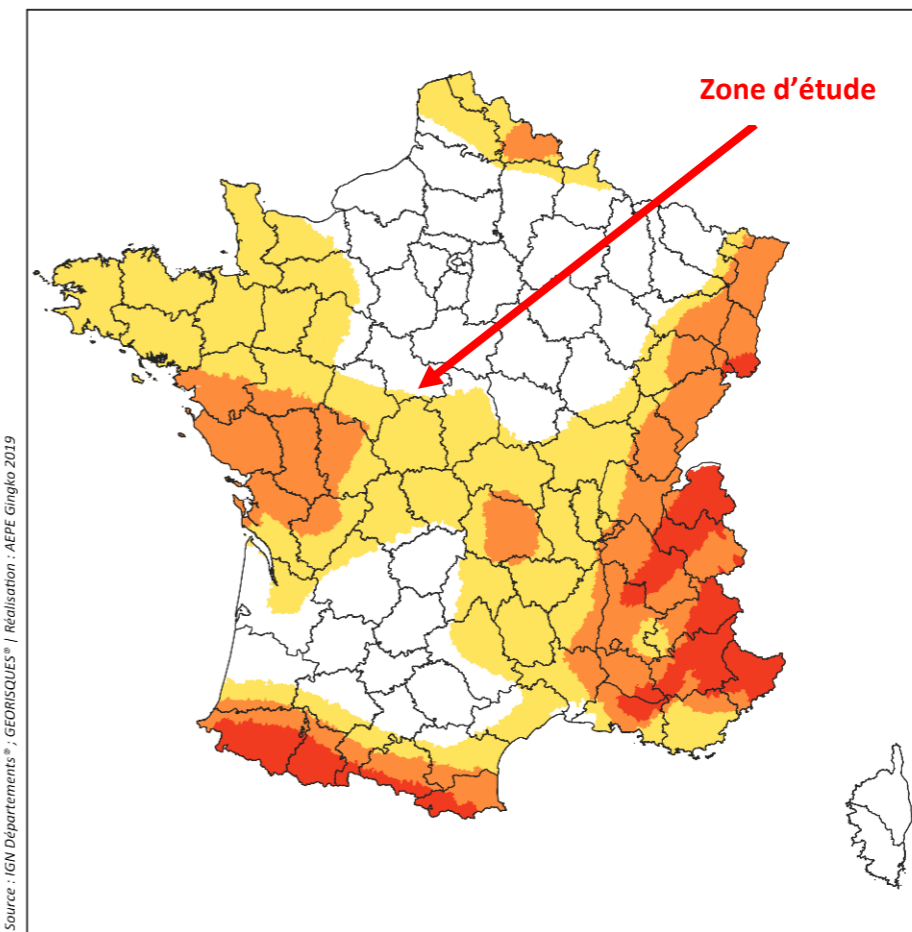 Zone d’étude
Source : IGN Départements® ; GEORISQUES® | Réalisation : AEPE Gingko 2019